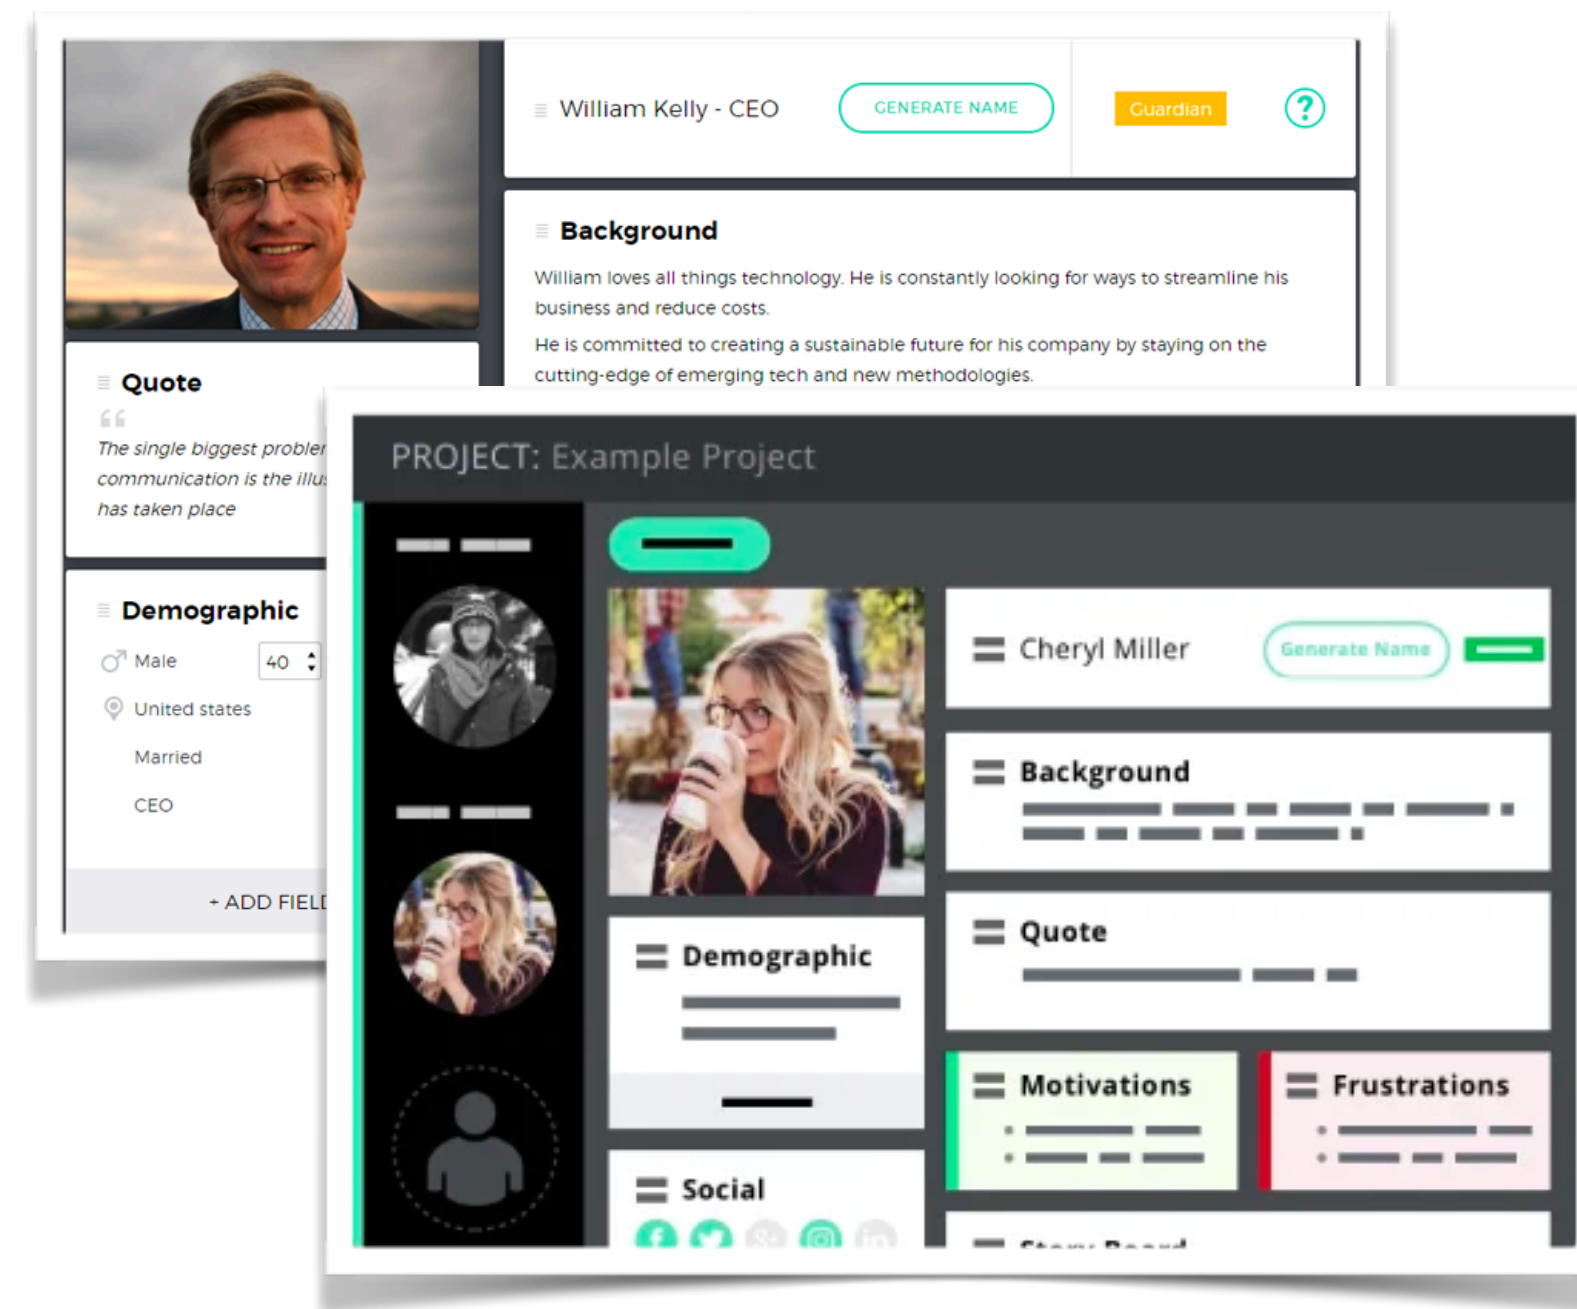 William Kelly - CEO
GENERATE NAME
Guardian
?
Background
William loves all things technology. He is constantly looking for ways to streamline his
business and reduce costs.
He is committed to creating a sustainable future for his company by staying on the
cutting-edge of emerging tech and new methodologies.
Quote
The single biggest
communication is the
has taken place
Demographic
Male
40
United states
Married
CEO
+ ADD FIELD
PROJECT: Example Project
Cheryl Miller
Generate Name
Background
Quote
Demographic
Motivations
Frustrations
Social
Story Board